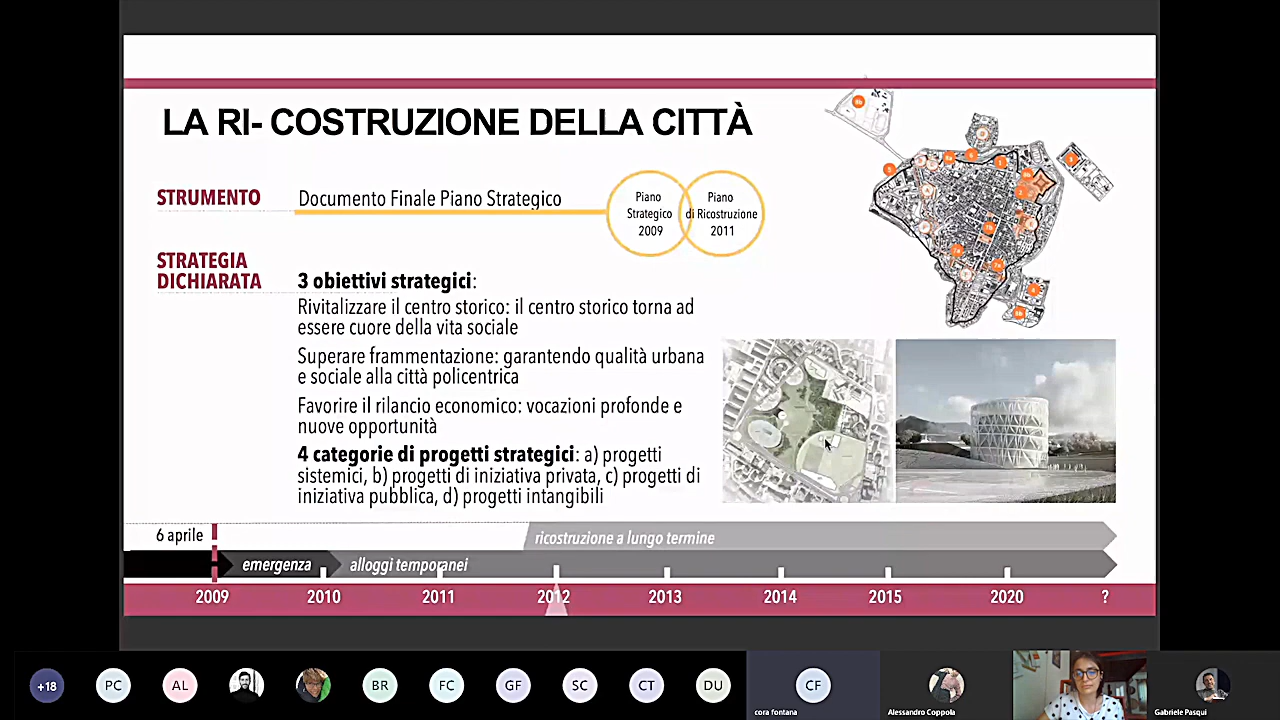 LA RI- COSTRUZIONE DELLA CITTÀ
STRUMENTO
Documento Finale Piano Strategico
Piano
Strategico
2009
Piano
di Ricostruzione
2011
STRATEGIA
DICHIARATA
3 obiettivi strategici:
Rivitalizzare il centro storico: il centro storico torna ad
essere cuore della vita sociale
Superare frammentazione: garantendo qualità urbana
e sociale alla città policentrica
Favorire il rilancio economico: vocazioni profonde e
nuove opportunità
4 categorie di progetti strategici: a) progetti
sistemici, b) progetti di iniziativa privata, c) progetti di
iniziativa pubblica, d) progetti intangibili
6 aprile
ricostruzione a lungo termine
emergenza
alloggi temporanei
2009
2010
2011
2012
2013
2014
2015
2020
?
+18
PC
AL
BR
FC
GF
SC
CT
DU
CF
cora fontana
Alessandro Coppola
Gabriele Pasqui